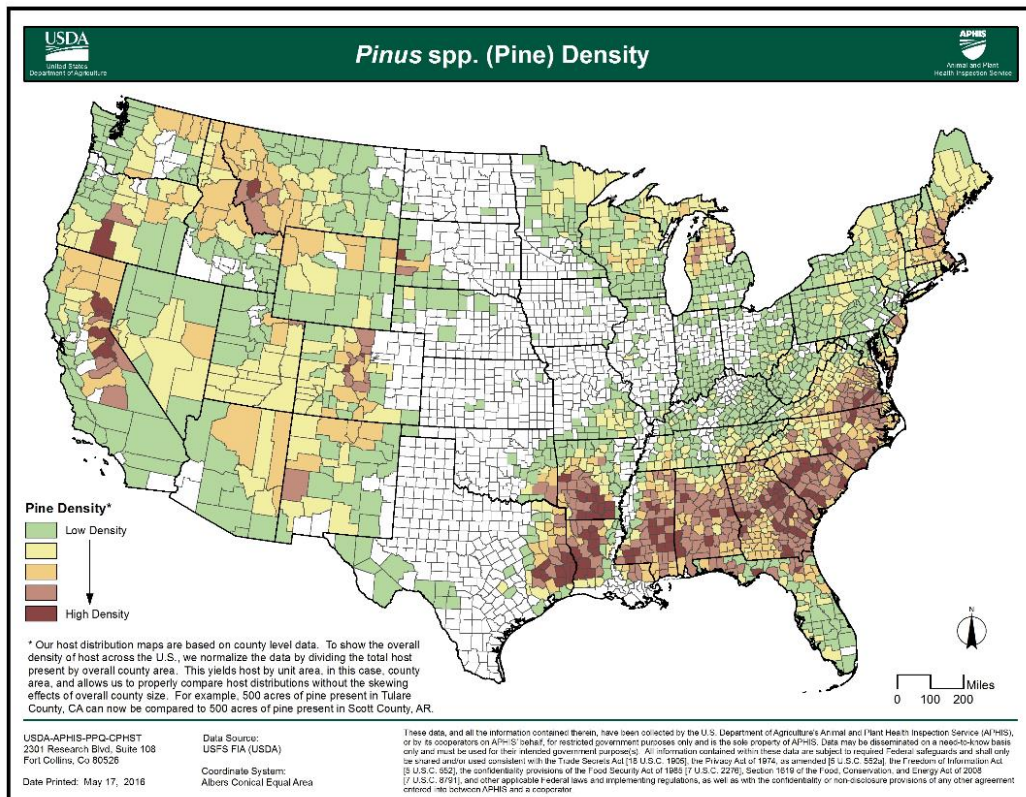 USDA
United States
Department of Agriculture
Pinus spp. (Pine) Density
APHIS
Animal and Plant
Health Inspection Service
Pine Density*
Low Density
High Density
* Our host distribution maps are based on county level data. To show the overall
density of host across the U.S., we normalize the data by dividing the total host
present by overall county area. This yields host by unit area, in this case, county
area, and allows us to properly compare host distributions without the skewing
effects of overall county size. For example, 500 acres of pine present in Tulare
County, CA can now be compared to 500 acres of pine present in Scott County, AR.
N
Miles
0 100 200
USDA-APHIS-PPQ-CPHST
2301 Research Blvd, Suite 108
Fort Collins, Co 80526
Date Printed: May 17, 2016
Data Source:
USFS FIA (USDA)
Coordinate System:
Albers Conical Equal Area
These data, and all the information contained therein, have been collected by the U.S. Department of Agriculture's Animal and Plant Health Inspection Service (APHIS),
or by its cooperators on APHIS' behalf, for restricted government purposes only and is the sole property of APHIS. Data may be disseminated on a need-to-know basis
only and must be used for their intended government purpose(s). All information contained within these data are subject to required Federal safeguards and shall only
be shared and/or used consistent with the Trade Secrets Act [18 U.S.C. 1905], the Privacy Act of 1974, as amended [5 U.S.C. 552a], the Freedom of Information Act
[5 U.S.C. 552], the confidentiality provisions of the Food Security Act of 1985 [7 U.S.C. 2276], Section 1619 of the Food, Conservation, and Energy Act of 2008
[7 U.S.C. 8791], and other applicable Federal laws and implementing regulations, as well as with the confidentiality or non-disclosure provisions of any other agreement
entered into between APHIS and a cooperator.